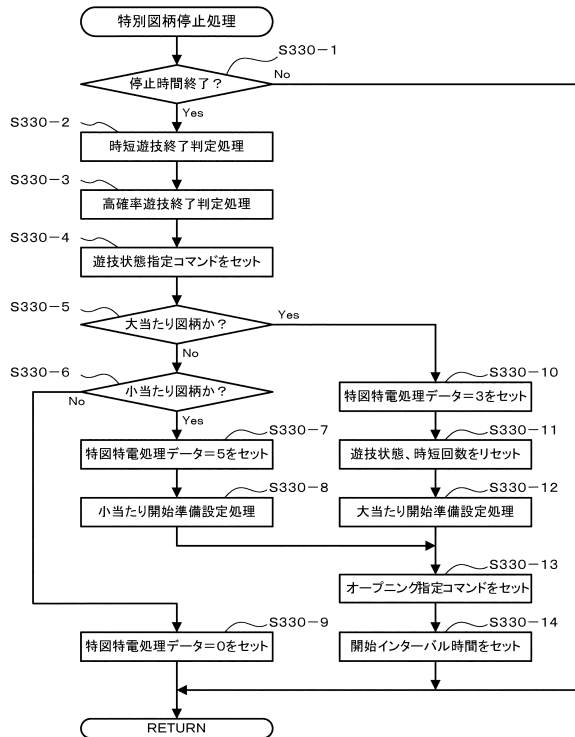 特別図柄停止処理
S330-1
停止時間終了？
No
Yes
S330-2
時短遊技終了判定処理
S330-3
高確率遊技終了判定処理
S330-4
遊技状態指定コマンドをセット
S330-5
大当たり図柄か？
Yes
No
S330-6
小当たり図柄か？
No
Yes
S330-7
特図特電処理データ＝5をセット
S330-8
小当たり開始準備設定処理
S330-10
特図特電処理データ＝3をセット
S330-11
遊技状態、時短回数をリセット
S330-12
大当たり開始準備設定処理
S330-13
オープニング指定コマンドをセット
S330-9
特図特電処理データ＝0をセット
S330-14
開始インターバル時間をセット
RETURN